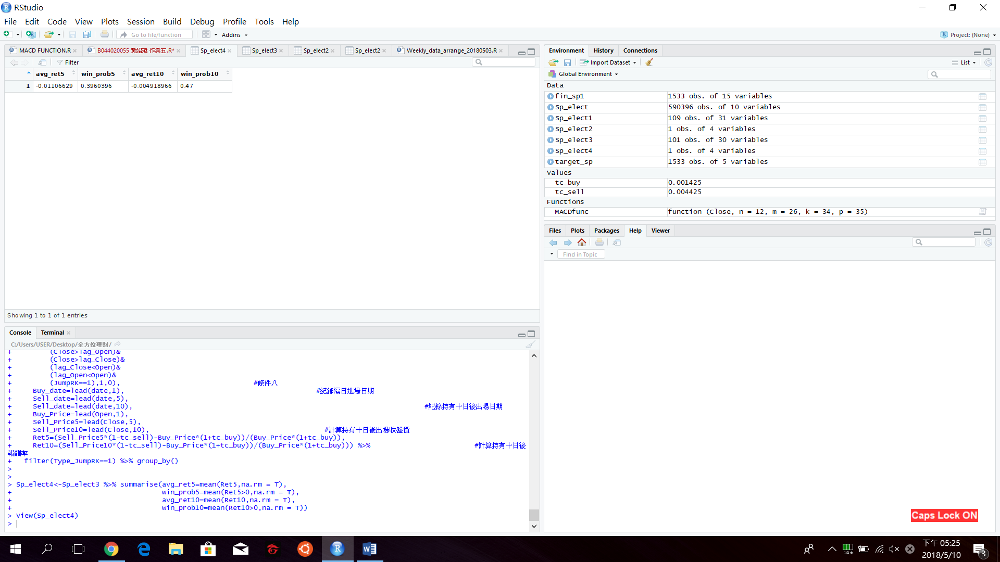 RStudio
File Edit Code View Plots Session Build Debug Profile Tools Help
Go to file/function Addins Project: (None)
MACD FUNCTION.R B044020055 黃紹瑋 作業五.R* Sp_elect4 Sp_elect3 Sp_elect2 Sp_elect2 Weekly_data_arrange_20180503.R
Filter
avg_ret5 win_prob5 avg_ret10 win_prob10
1 -0.01106629 0.3960396 -0.004918966 0.47
Showing 1 to 1 of 1 entries
Console Terminal
C:/Users/USER/Desktop/全方位理財/
+ (Close>lag_Open)&
+ (Close>lag_Close)&
+ (lag_Close<Open)&
+ (lag_Open<Open)&
+ (JumpRK==1),1,0), #條件八
+ Buy_date=lead(date,1), #紀錄隔日進場日期
+ Sell_date=lead(date,5),
+ Sell_date=lead(date,10), #紀錄持有十日後出場日期
+ Buy_Price=lead(Open,1),
+ Sell_Price5=lead(Close,5),
+ Sell_Price10=lead(Close,10), #計算持有十日後出場收盤價
+ Ret5=(Sell_Price5*(1-tc_sell)-Buy_Price*(1+tc_buy))/(Buy_Price*(1+tc_buy)),
+ Ret10=(Sell_Price10*(1-tc_sell)-Buy_Price*(1+tc_buy))/(Buy_Price*(1+tc_buy))) %>% #計算持有十日後
報酬率
+ filter(Type_JumpRK==1) %>% group_by()
>
>
> Sp_elect4<-Sp_elect3 %>% summarise(avg_ret5=mean(Ret5,na.rm = T),
+ win_prob5=mean(Ret5>0,na.rm = T),
+ avg_ret10=mean(Ret10,na.rm = T),
+ win_prob10=mean(Ret10>0,na.rm = T))
> View(Sp_elect4)
>
Environment History Connections
Import Dataset List
Global Environment
Data
fin_sp1 1533 obs. of 15 variables
Sp_elect 590396 obs. of 10 variables
Sp_elect1 109 obs. of 31 variables
Sp_elect2 1 obs. of 4 variables
Sp_elect3 101 obs. of 30 variables
Sp_elect4 1 obs. of 4 variables
target_sp 1533 obs. of 5 variables
Values
tc_buy 0.001425
tc_sell 0.004425
Functions
MACDfunc function (Close, n = 12, m = 26, k = 34, p = 35)
Files Plots Packages Help Viewer
Find in Topic
Caps Lock ON
下午 05:25
2018/5/10
3